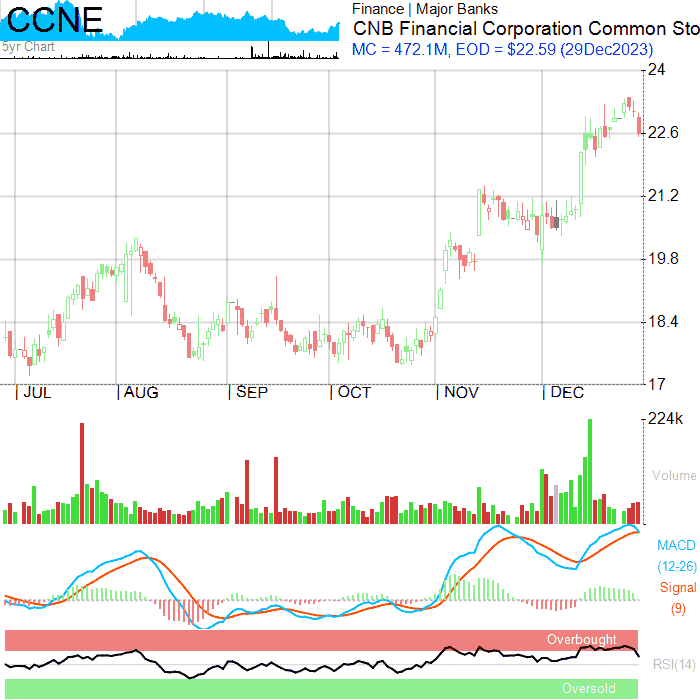 CCNE
5yr Chart
Finance | Major Banks
CNB Financial Corporation Common Sto
MC = 472.1M, EOD = $22.59 (29Dec2023)
24
22.6
21.2
19.8
18.4
17
JUL AUG SEP OCT NOV DEC
224k
Volume
MACD
(12-26)
Signal
(9)
Overbought
RSI(14)
Oversold